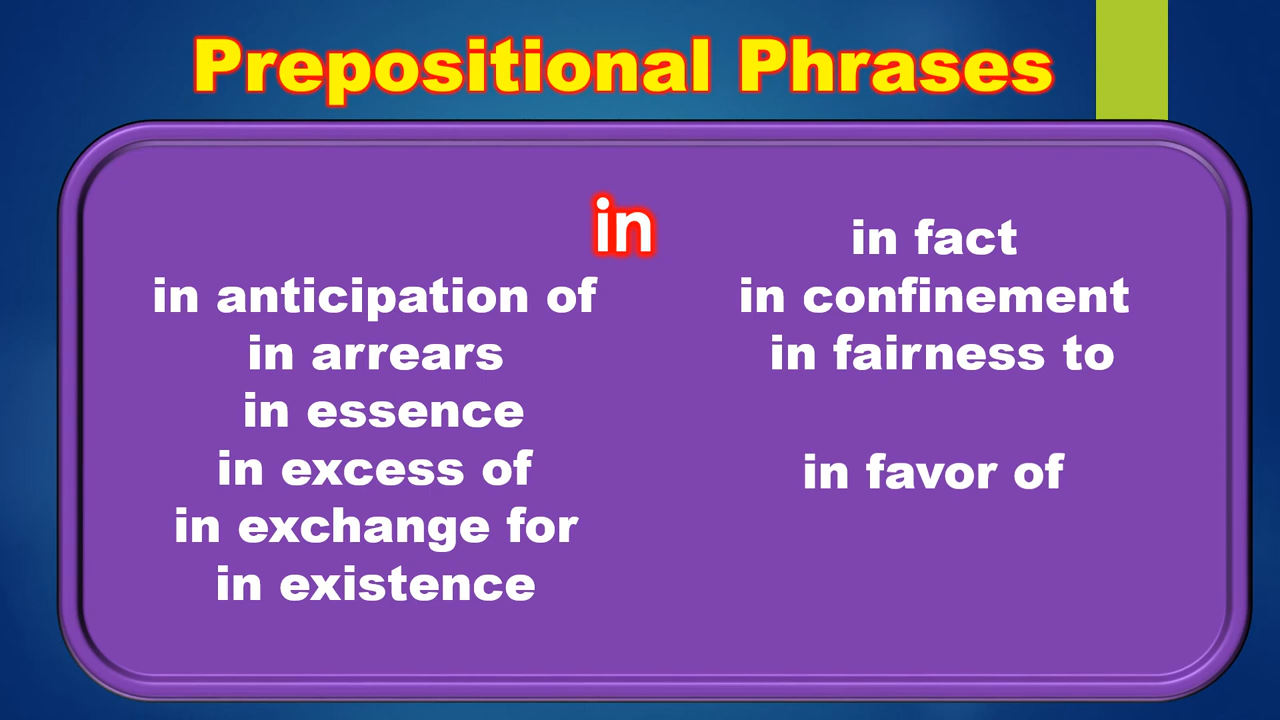 Prepositional Phrases
in
in anticipation of
in arrears
in essence
in excess of
in exchange for
in existence
in fact
in confinement
in fairness to
in favor of